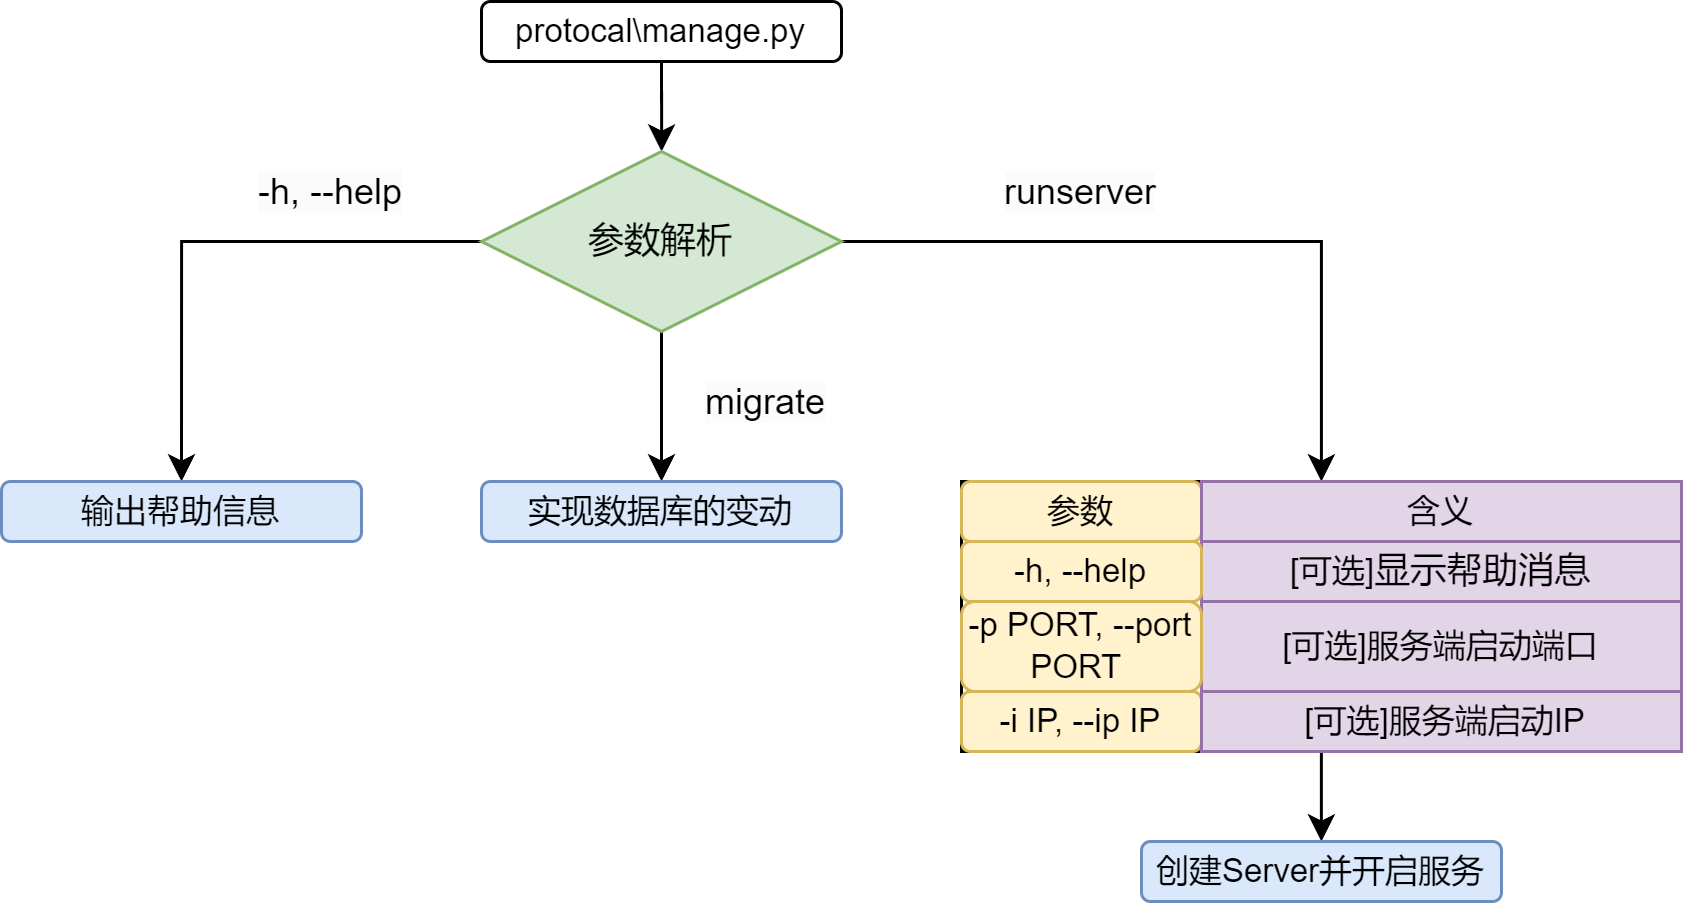 protocal\manage.py
-h, --help
runserver
参数解析
migrate
输出帮助信息
实现数据库的变动
参数
含义
-h, --help
[可选]显示帮助消息
-p PORT, --port
PORT
[可选]服务端启动端口
-i IP, --ip IP
[可选]服务端启动IP
创建Server并开启服务